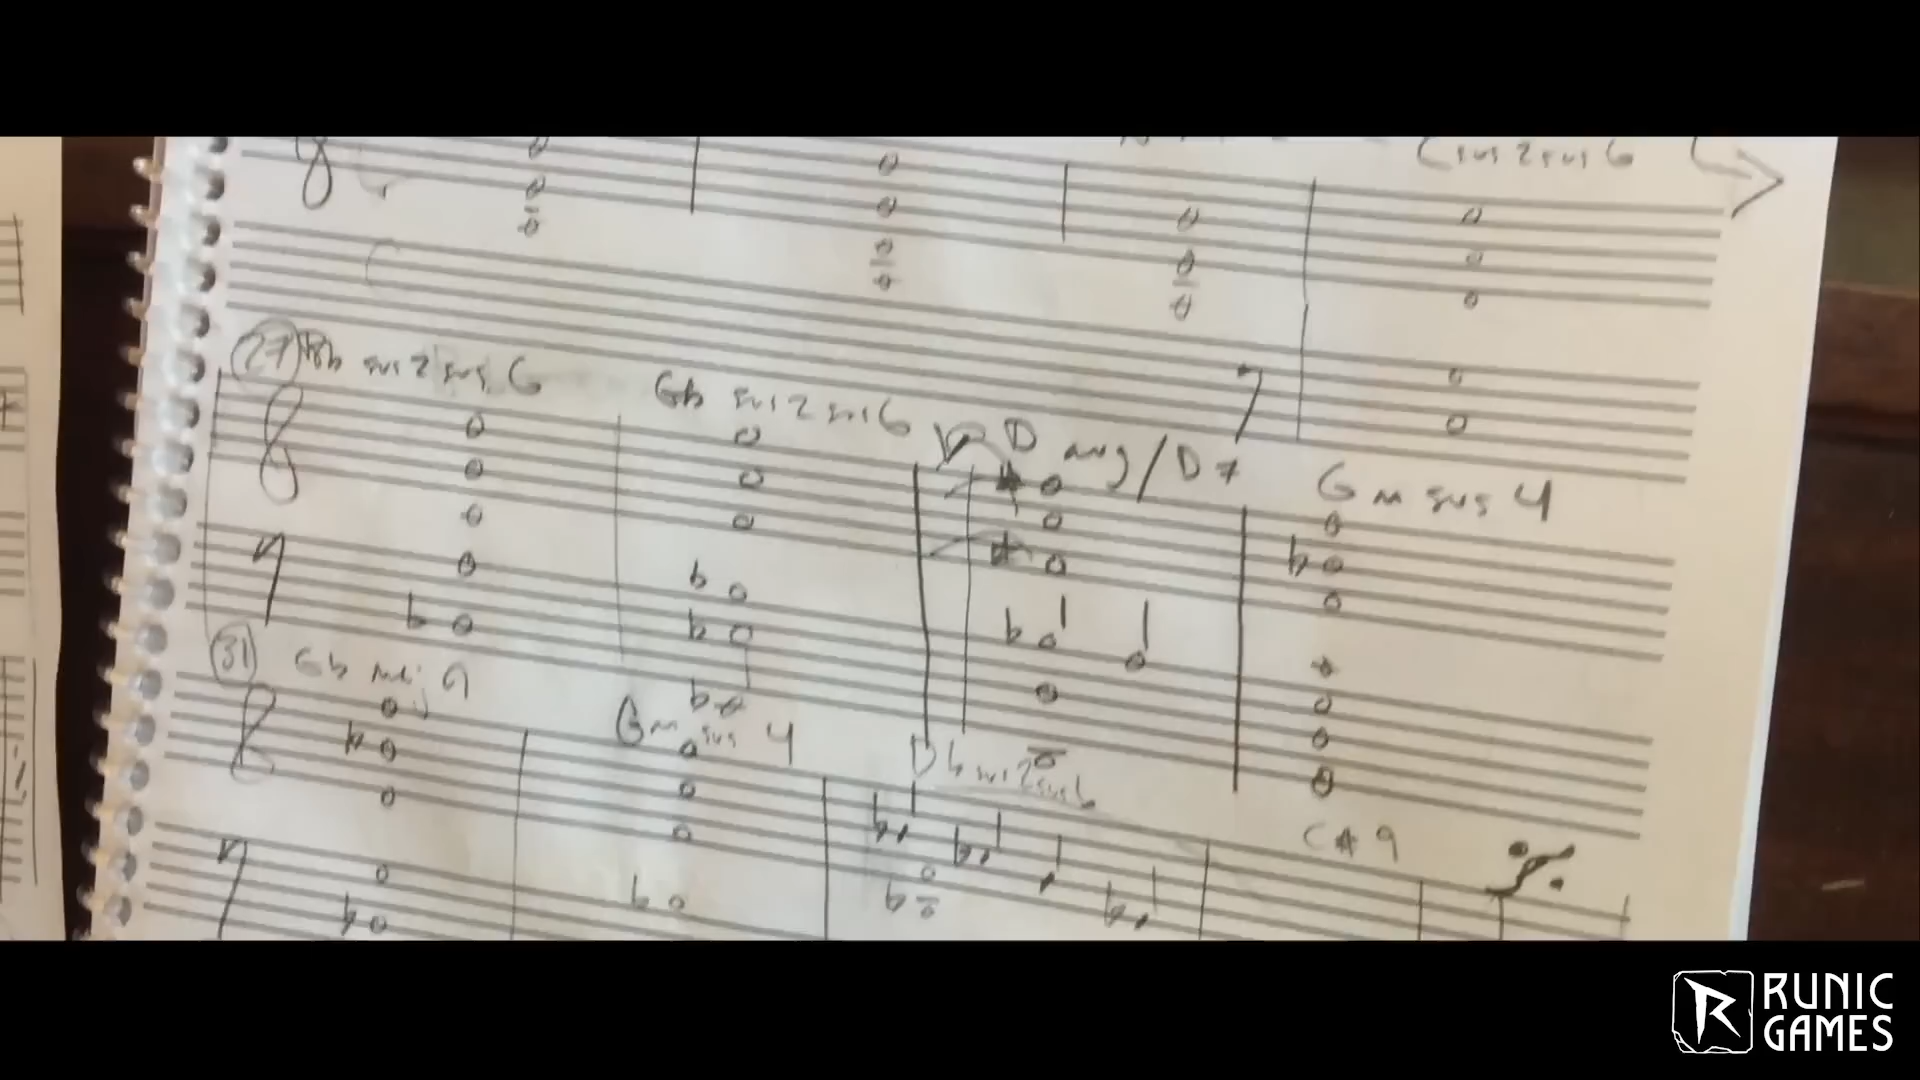 C sus 2 sus 6
27 Bb sus 2 sus 6 Gb sus 2 sus 6 D aug/D7 Gm sus 4
31 Gb maj 9 Gm sus 4 Db sus 2 sus 6 C#9
RUNIC
GAMES